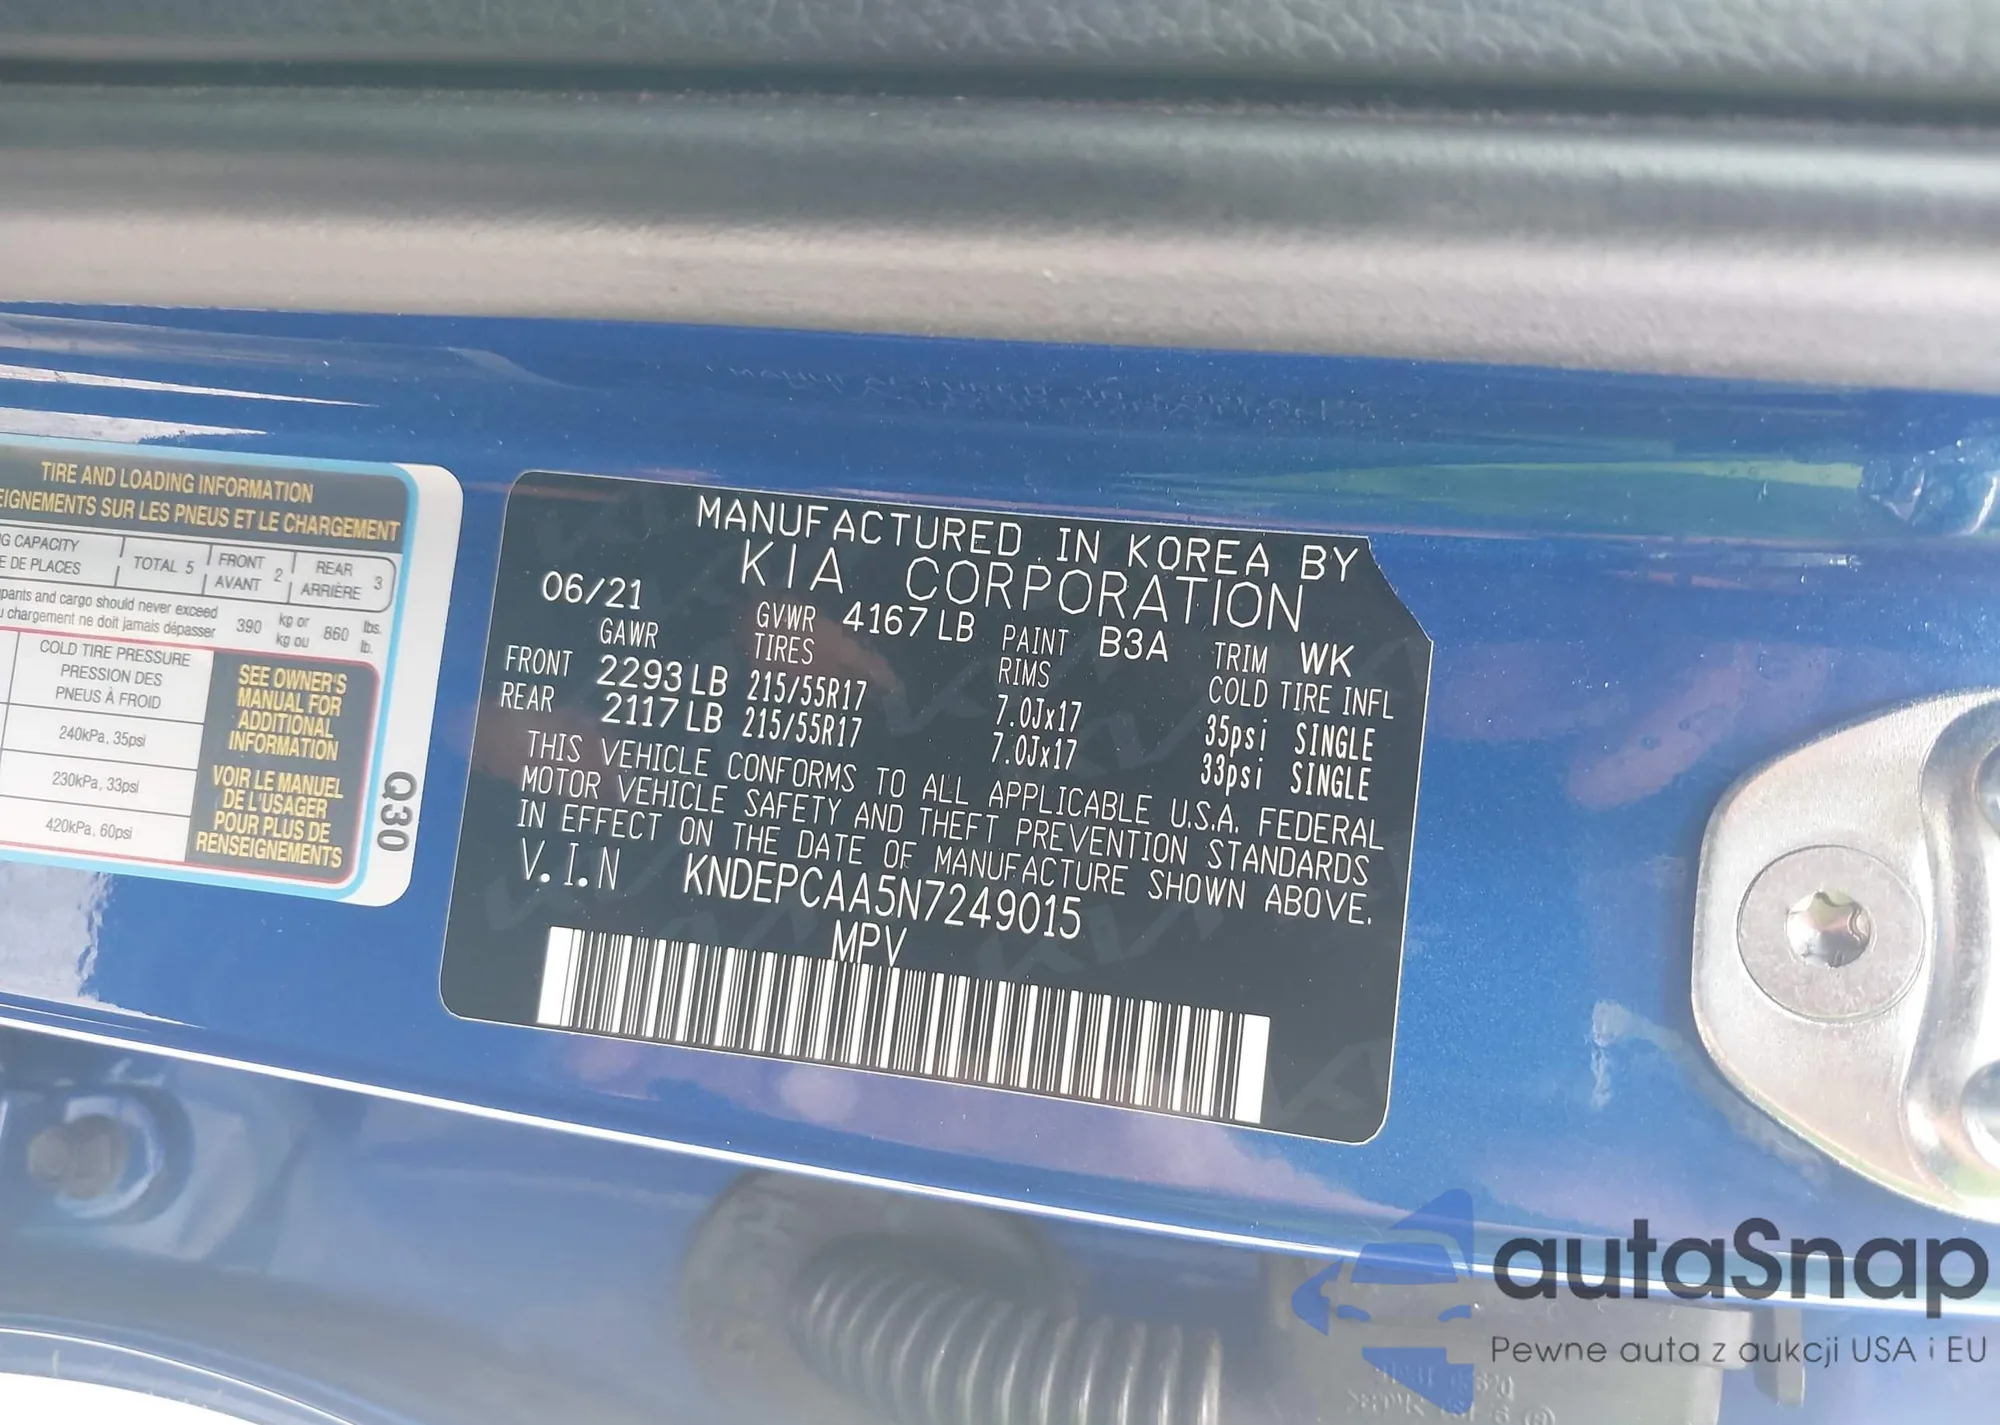 TIRE AND LOADING INFORMATION
EIGNEMENTS SUR LES PNEUS ET LE CHARGEMENT
G CAPACITY
E DE PLACES
TOTAL 5
FRONT
AVANT 2
REAR
ARRIÈRE 3
pants and cargo should never exceed
u chargement ne doit jamais dépasser
390 kg or
kg ou
860 lbs.
lb.
COLD TIRE PRESSURE
PRESSION DES
PNEUS À FROID
240kPa, 35psi
230kPa, 33psi
420kPa, 60psi
SEE OWNER'S
MANUAL FOR
ADDITIONAL
INFORMATION
VOIR LE MANUEL
DE L'USAGER
POUR PLUS DE
RENSEIGNEMENTS
Q30
MANUFACTURED IN KOREA BY
KIA CORPORATION
06/21 GVWR 4167 LB PAINT B3A TRIM WK
GAWR TIRES RIMS COLD TIRE INFL
FRONT 2293 LB 215/55R17 7.0Jx17 35psi SINGLE
REAR 2117 LB 215/55R17 7.0Jx17 33psi SINGLE
THIS VEHICLE CONFORMS TO ALL APPLICABLE U.S.A. FEDERAL
MOTOR VEHICLE SAFETY AND THEFT PREVENTION STANDARDS
IN EFFECT ON THE DATE OF MANUFACTURE SHOWN ABOVE.
V.I.N KNDEPCAA5N7249015
MPV
autaSnap
Pewne auta z aukcji USA i EU